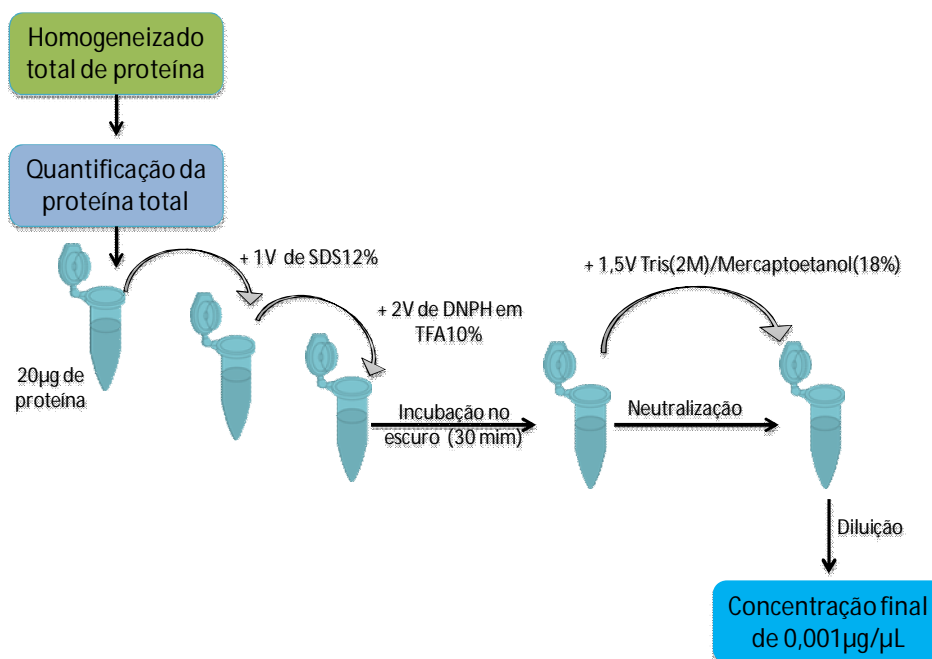 Homogeneizado
total de proteína
Quantificação da
proteína total
+ 1V de SDS12%
+ 2V de DNPH em
TFA10%
+ 1,5V Tris(2M)/Mercaptoetanol(18%)
20µg de
proteína
Incubação no
escuro (30 mim)
Neutralização
Diluição
Concentração final
de 0,001µg/µL